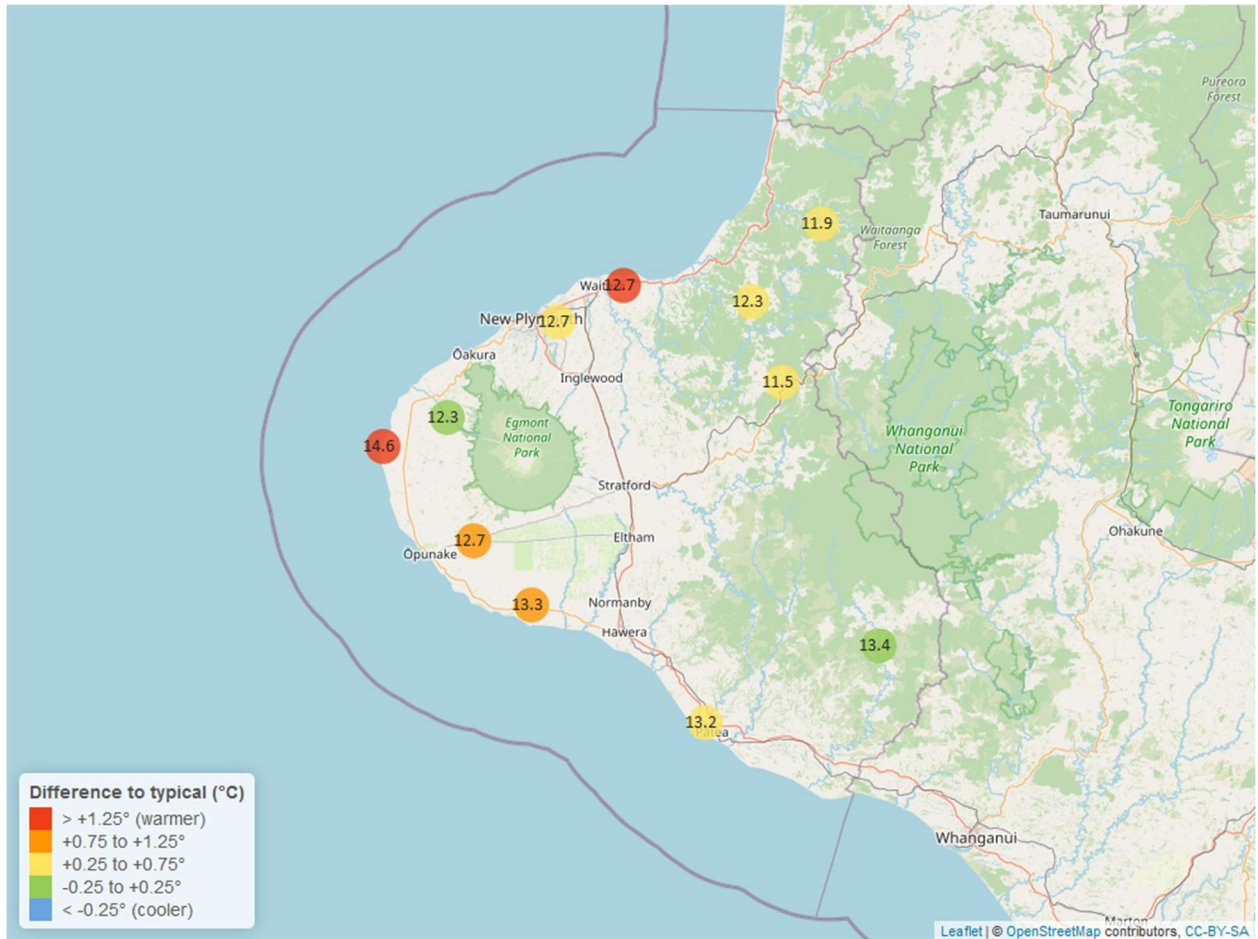 Pureora
Forest
Taumarunui
11.9
Waitaanga
Forest
12.7
12.3
New Plym
12.7
Ōakura
Inglewood
11.5
12.3
Egmont
National
Park
Tongariro
National
Park
14.6
Whanganui
National
Park
Stratford
Ohakune
12.7
Eltham
Ōpunake
13.3
Normanby
Hawera
13.4
13.2
Patea
Difference to typical (°C)
> +1.25° (warmer)
+0.75 to +1.25°
+0.25 to +0.75°
-0.25 to +0.25°
< -0.25° (cooler)
Whanganui
Marton
Leaflet | © OpenStreetMap contributors, CC-BY-SA